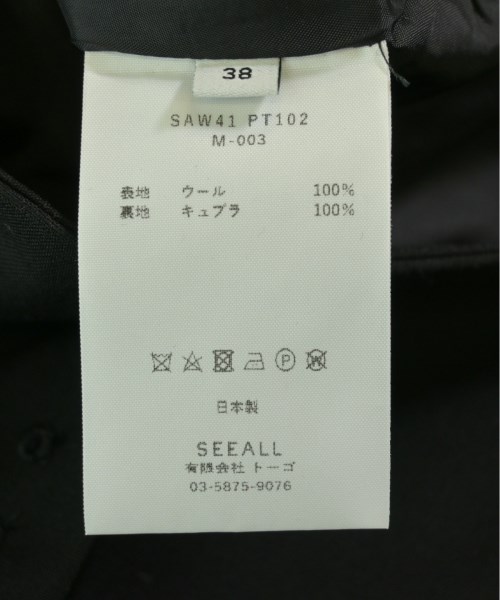 38
SAW41 PT102
M-003
表地 ウール 100%
裏地 キュプラ 100%
P W
日本製
SEEALL
有限会社 トーゴ
03-5875-9076